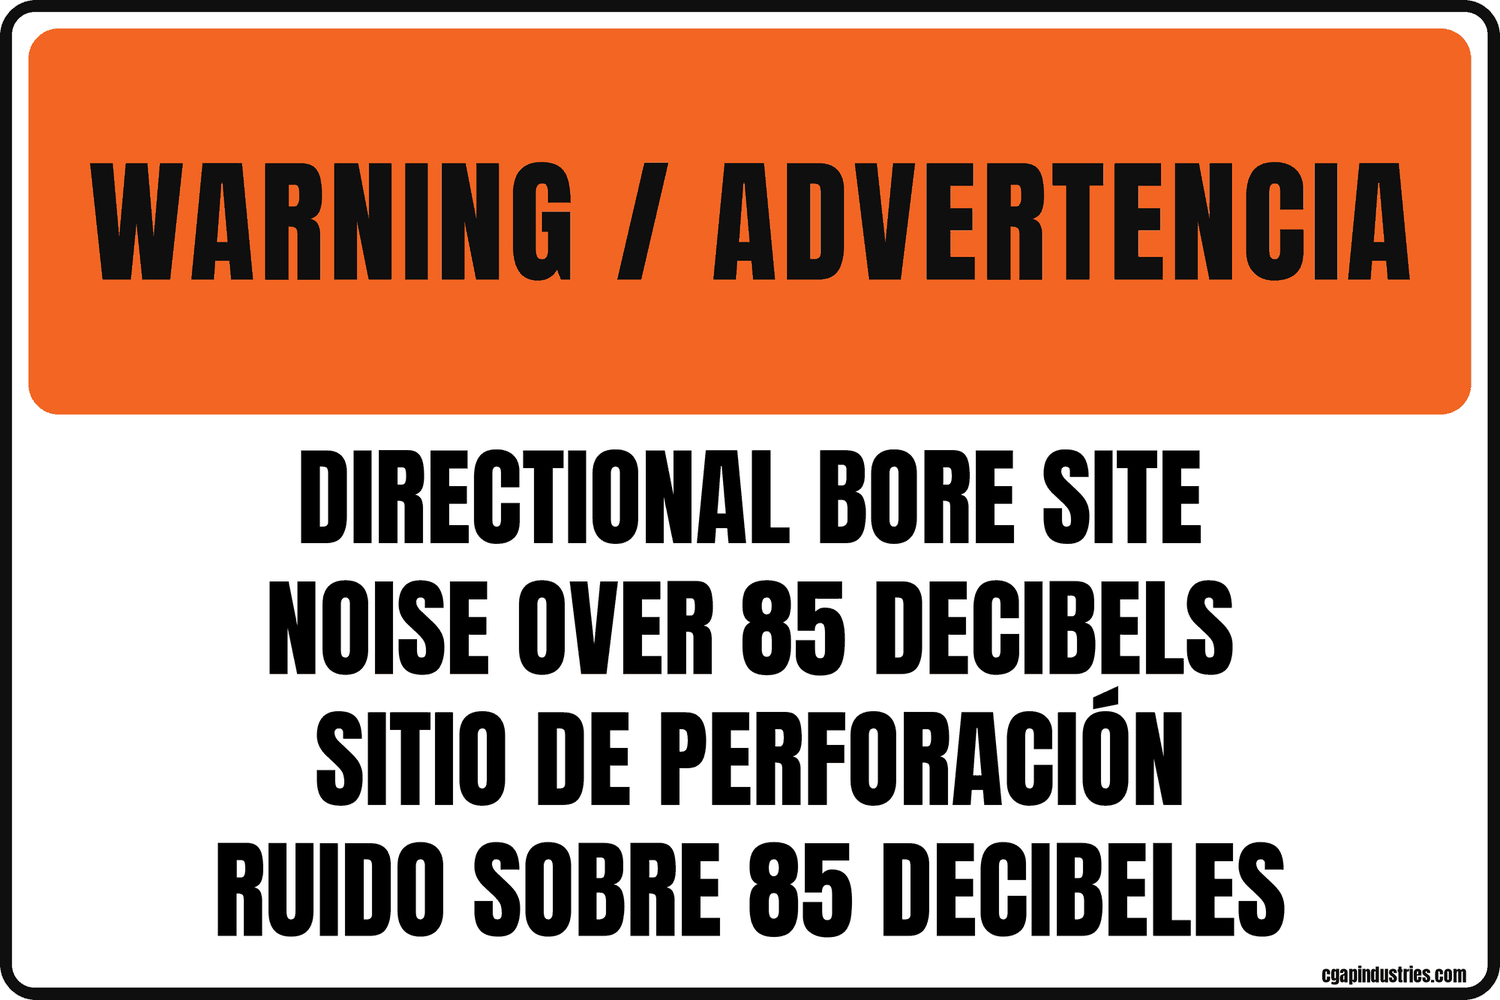 WARNING / ADVERTENCIA
DIRECTIONAL BORE SITE
NOISE OVER 85 DECIBELS
SITIO DE PERFORACIÓN
RUIDO SOBRE 85 DECIBELES
cgapindustries.com